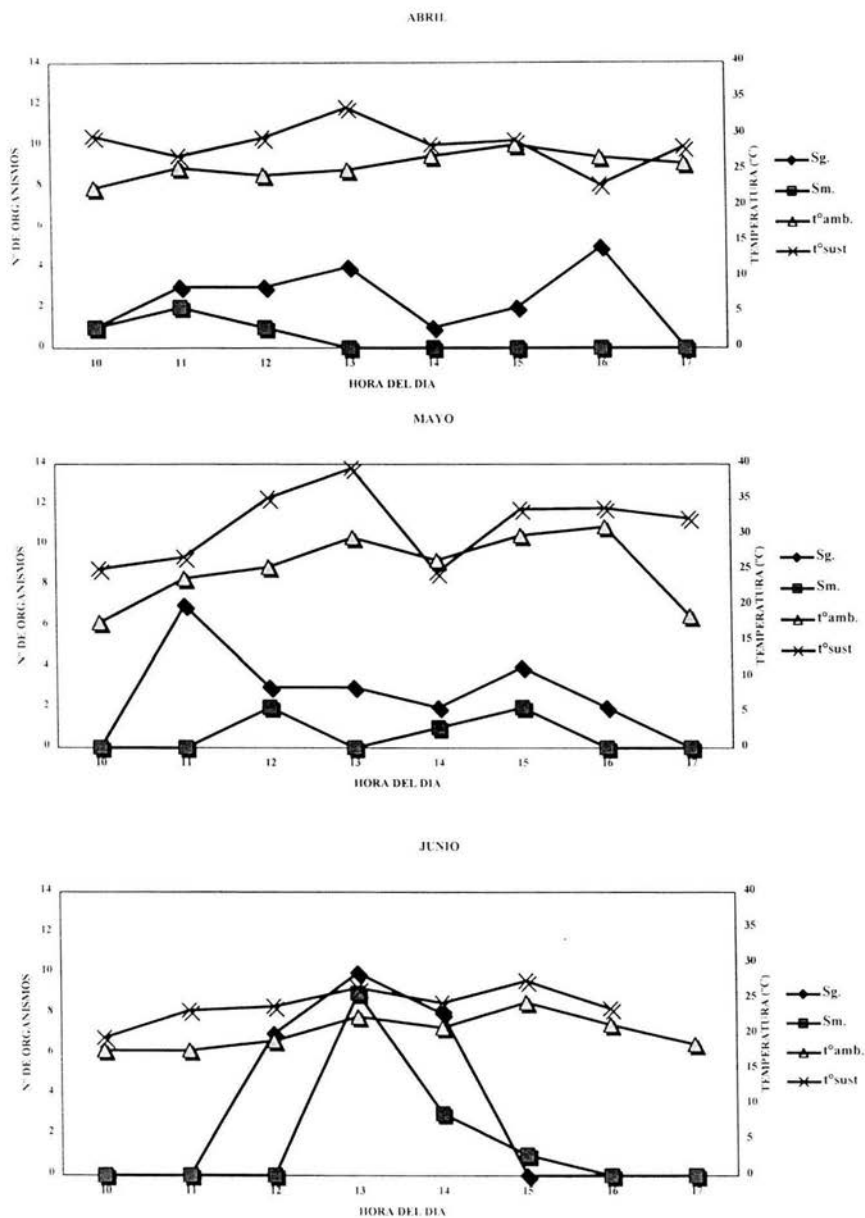 ABRIL
14
12
10
8
6
4
2
0
N° DE ORGANISMOS
40
35
30
25
20
15
10
5
0
TEMPERATURA (°C)
10 11 12 13 14 15 16 17
HORA DEL DIA
Sg.
Sm.
t°amb.
t°sust
MAYO
14
12
10
8
6
4
2
0
N° DE ORGANISMOS
40
35
30
25
20
15
10
5
0
TEMPERATURA (°C)
10 11 12 13 14 15 16 17
HORA DEL DIA
Sg.
Sm.
t°amb.
t°sust
JUNIO
14
12
10
8
6
4
2
0
N° DE ORGANISMOS
40
35
30
25
20
15
10
5
0
TEMPERATURA (°C)
10 11 12 13 14 15 16 17
HORA DEL DIA
Sg.
Sm.
t°amb.
t°sust